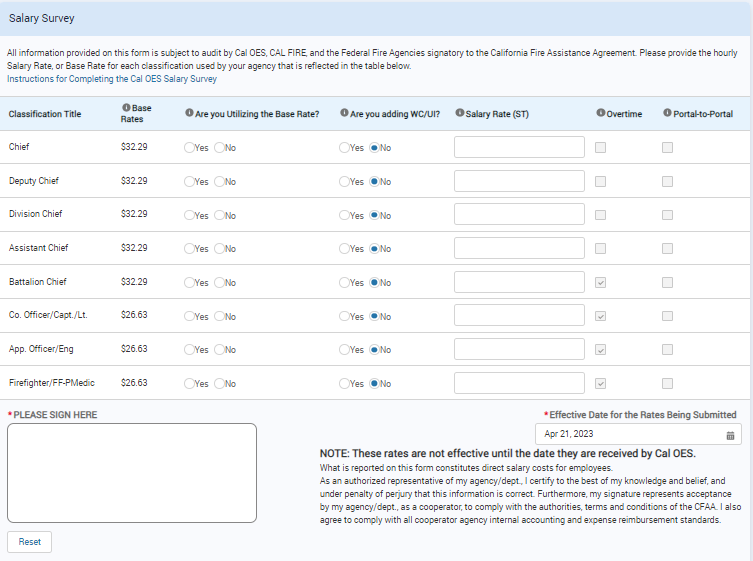 Salary Survey
All information provided on this form is subject to audit by Cal OES, CAL FIRE, and the Federal Fire Agencies signatory to the California Fire Assistance Agreement. Please provide the hourly
Salary Rate, or Base Rate for each classification used by your agency that is reflected in the table below.
Instructions for Completing the Cal OES Salary Survey
Classification Title Base Rates Are you Utilizing the Base Rate? Are you adding WC/UI? Salary Rate (ST) Overtime Portal-to-Portal
Chief $32.29 Yes No Yes No
Deputy Chief $32.29 Yes No Yes No
Division Chief $32.29 Yes No Yes No
Assistant Chief $32.29 Yes No Yes No
Battalion Chief $32.29 Yes No Yes No
Co. Officer/Capt./Lt. $26.63 Yes No Yes No
App. Officer/Eng $26.63 Yes No Yes No
Firefighter/FF-PMedic $26.63 Yes No Yes No
* PLEASE SIGN HERE
* Effective Date for the Rates Being Submitted
Apr 21, 2023
NOTE: These rates are not effective until the date they are received by Cal OES.
What is reported on this form constitutes direct salary costs for employees.
As an authorized representative of my agency/dept., I certify to the best of my knowledge and belief, and
under penalty of perjury that this information is correct. Furthermore, my signature represents acceptance
by my agency/dept., as a cooperator, to comply with the authorities, terms and conditions of the CFAA. I also
agree to comply with all cooperator agency internal accounting and expense reimbursement standards.
Reset